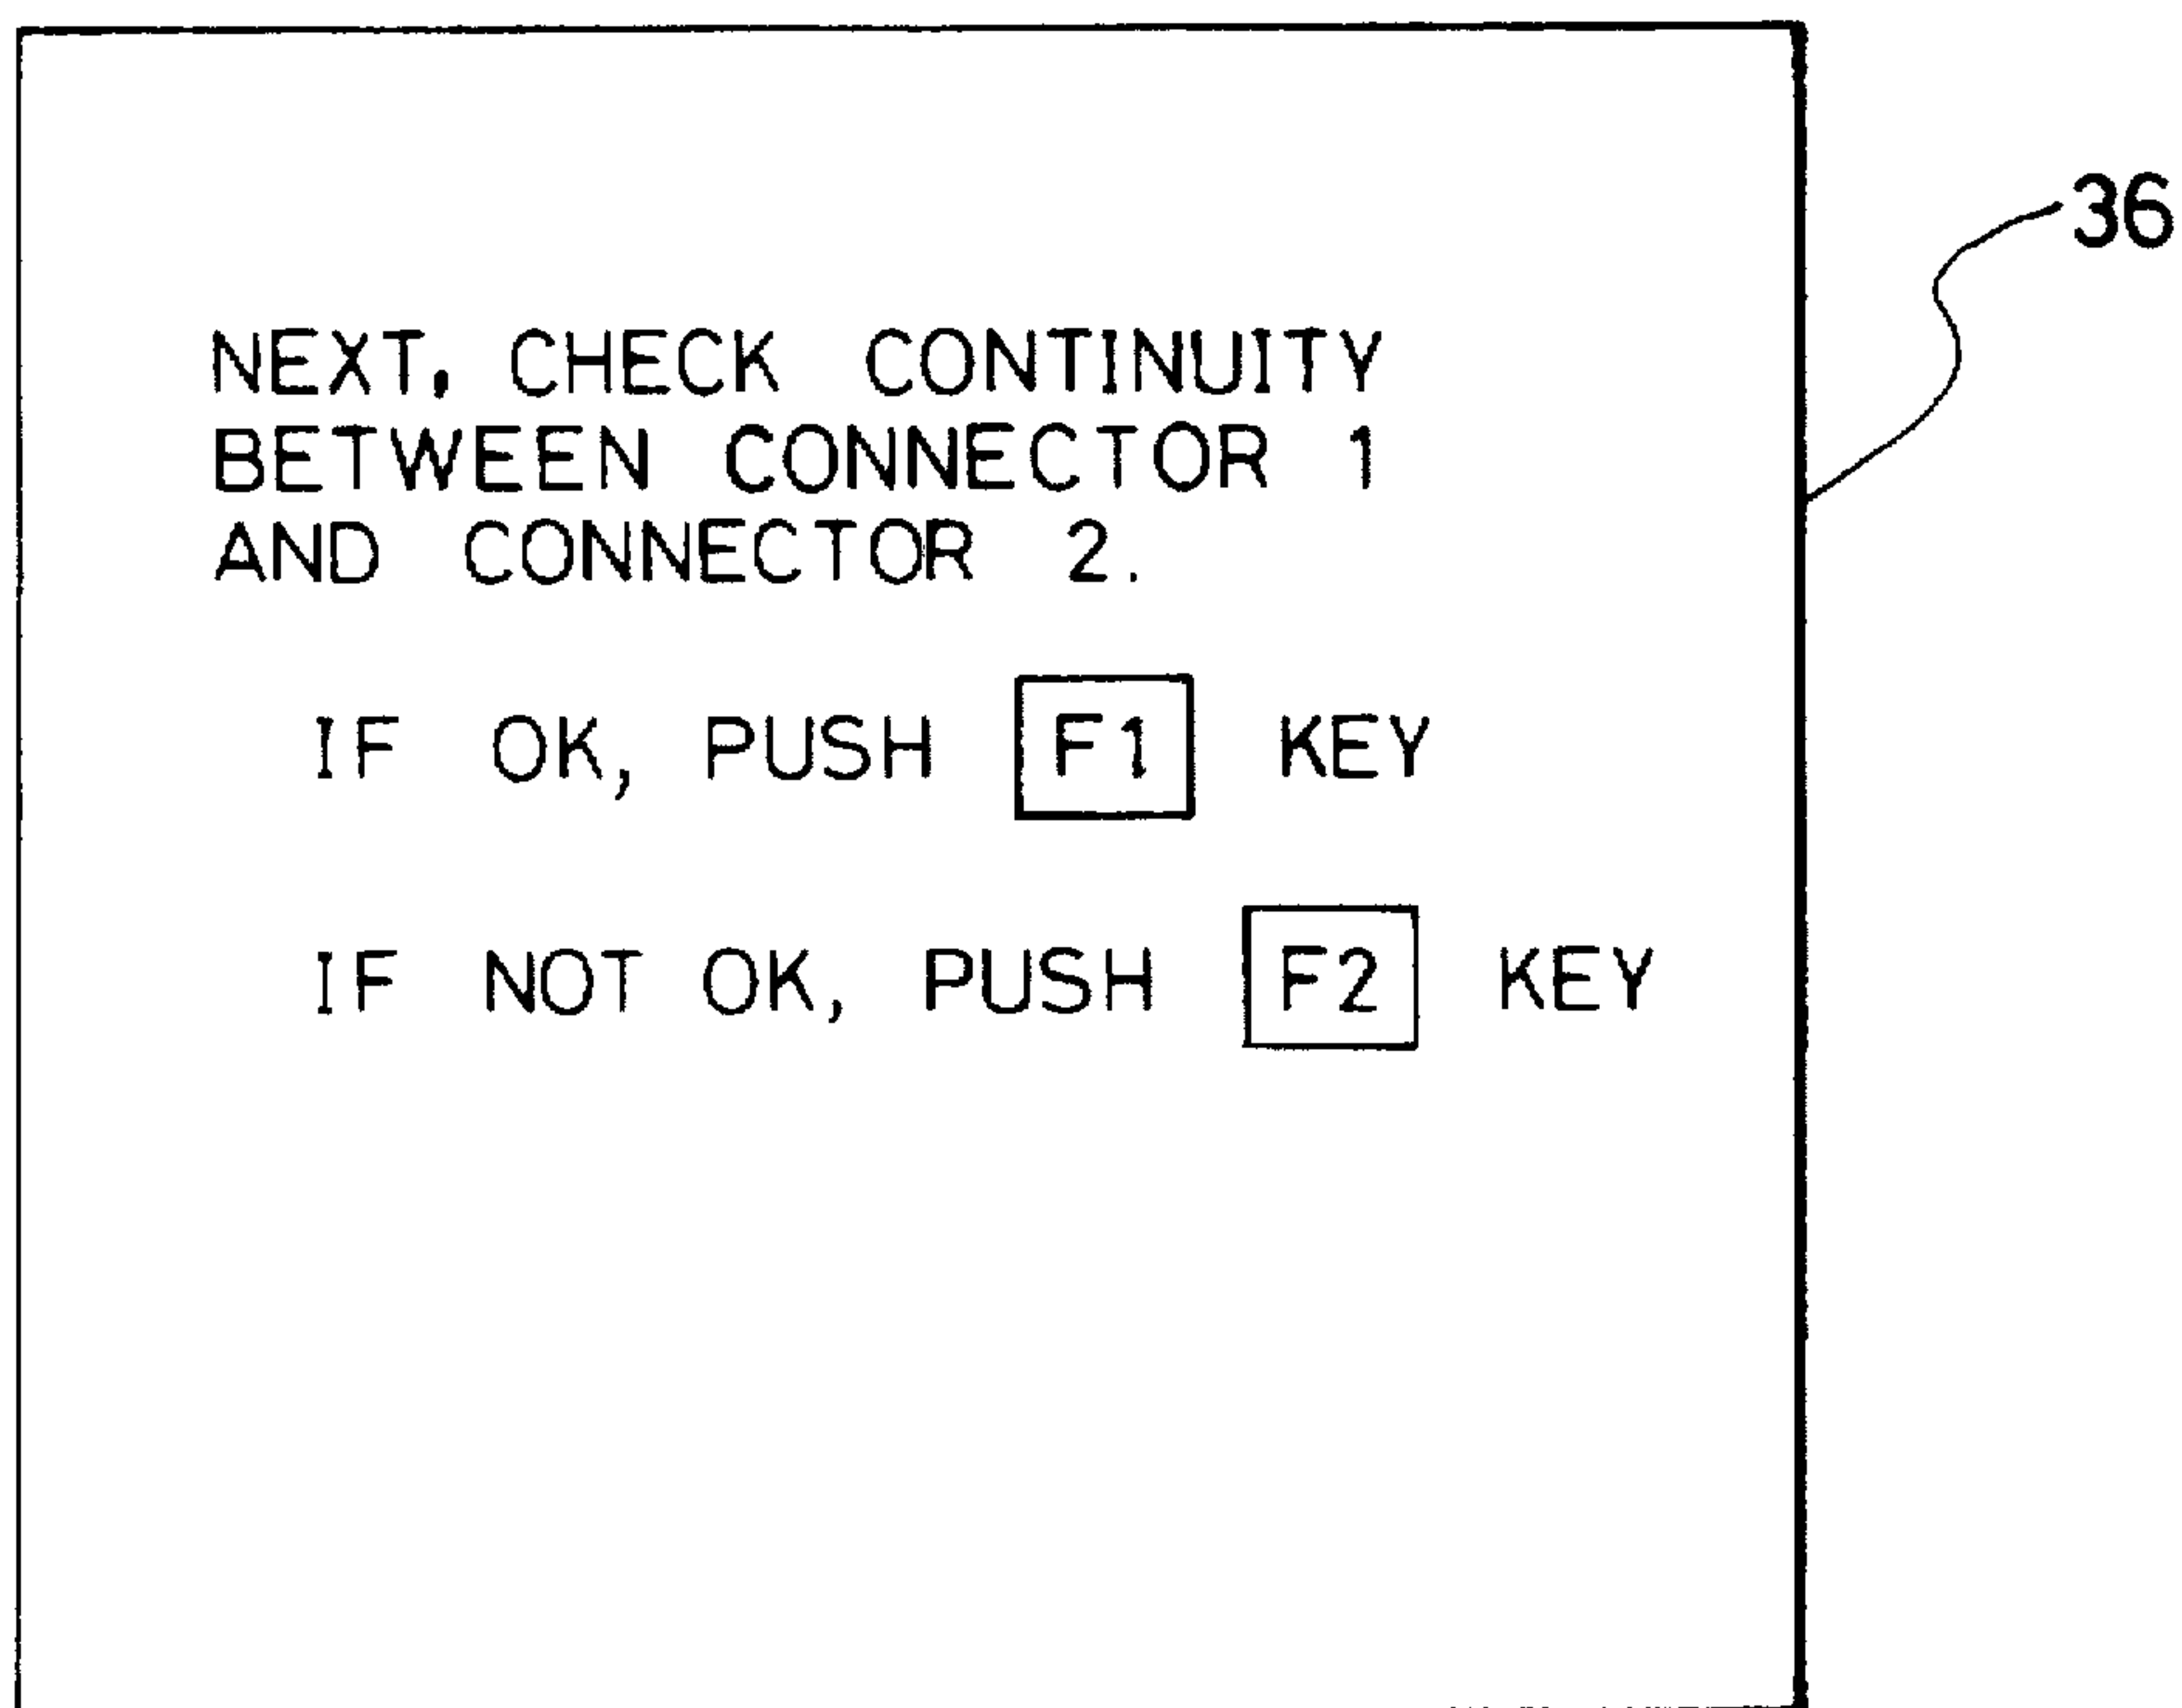 36
NEXT, CHECK CONTINUITY
BETWEEN CONNECTOR 1
AND CONNECTOR 2.
IF OK, PUSH F1 KEY
IF NOT OK, PUSH F2 KEY